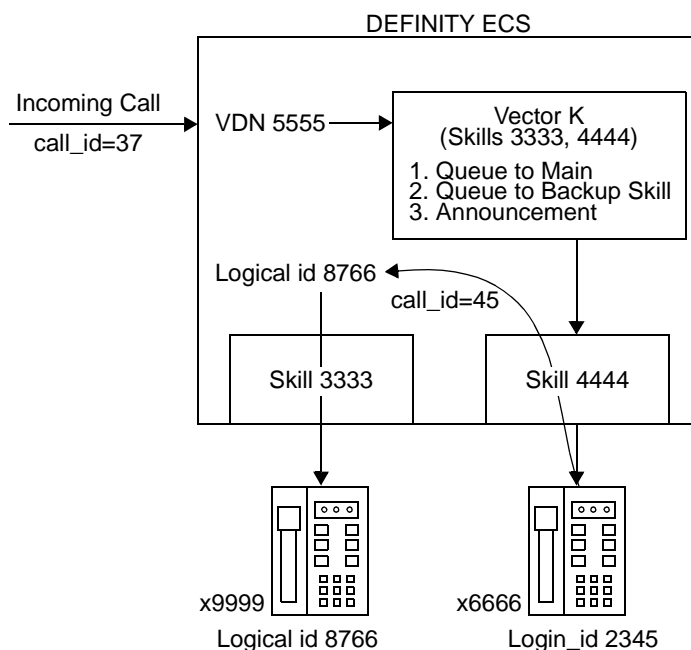 DEFINITY ECS
Incoming Call
call_id=37
VDN 5555
Vector K
(Skills 3333, 4444)
1. Queue to Main
2. Queue to Backup Skill
3. Announcement
Logical id 8766
call_id=45
Skill 3333
Skill 4444
x9999
Logical id 8766
x6666
Login_id 2345